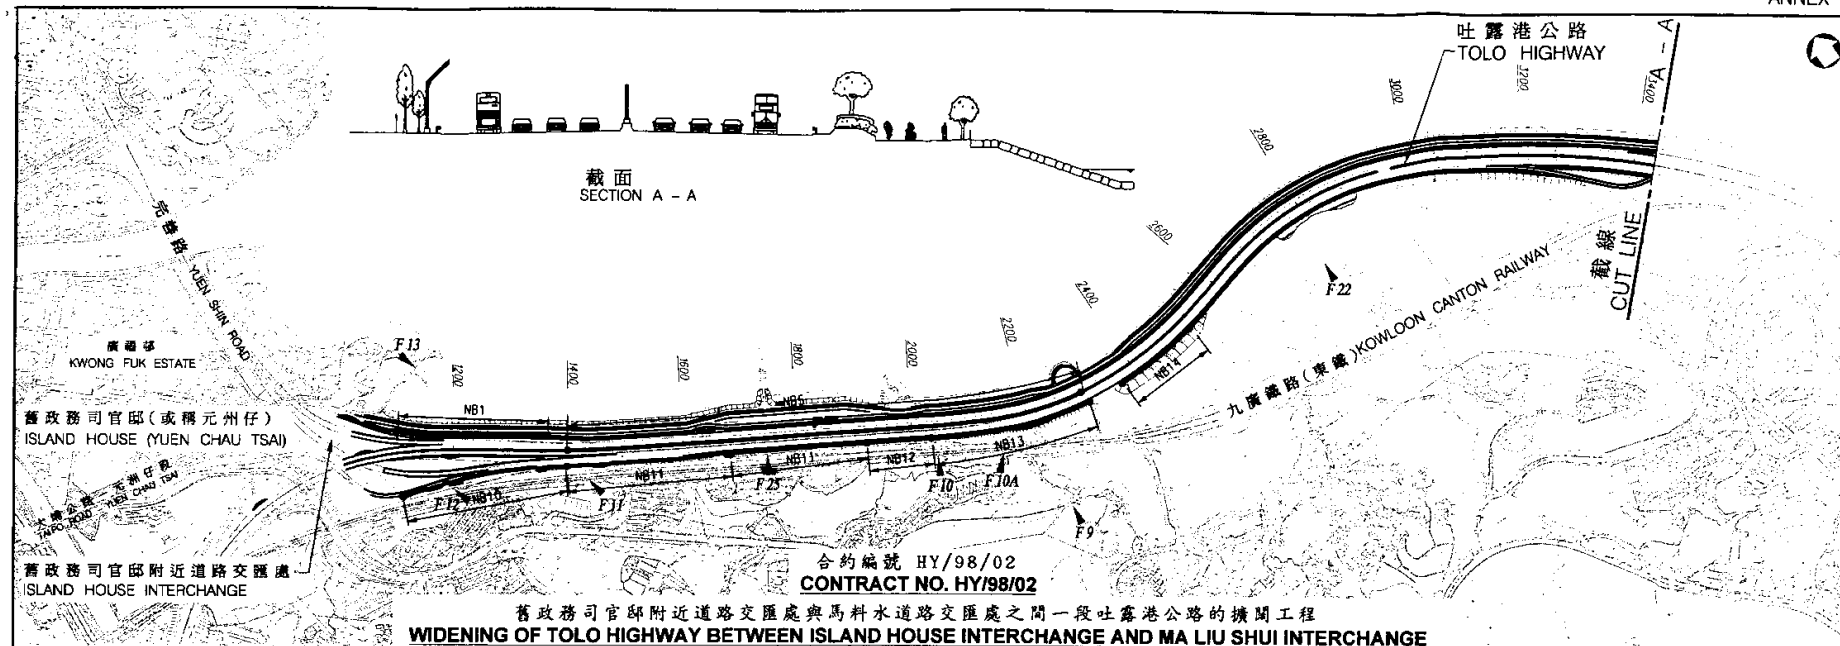 ANNEX
吐露港公路
TOLO HIGHWAY
A - A
3400
3200
3000
2800
2600
2400
2200
2000
1800
1600
1400
1200
截面
SECTION A - A
截線
CUT LINE
完善路 YUEN SHIN ROAD
廣福邨
KWONG FUK ESTATE
F13
F22
九廣鐵路(東鐵)KOWLOON CANTON RAILWAY
舊政務司官邸(或稱元州仔)
ISLAND HOUSE (YUEN CHAU TSAI)
NB1
NB5
NB14
NB13
NB11
NB11
NB12
F12
F11
F25
F10
F10A
F9
大埔公路 - 元洲仔段
TAI PO ROAD - YUEN CHAU TSAI
舊政務司官邸附近道路交匯處
ISLAND HOUSE INTERCHANGE
合約編號 HY/98/02
CONTRACT NO. HY/98/02
舊政務司官邸附近道路交匯處與馬料水道路交匯處之間一段吐露港公路的擴闊工程
WIDENING OF TOLO HIGHWAY BETWEEN ISLAND HOUSE INTERCHANGE AND MA LIU SHUI INTERCHANGE